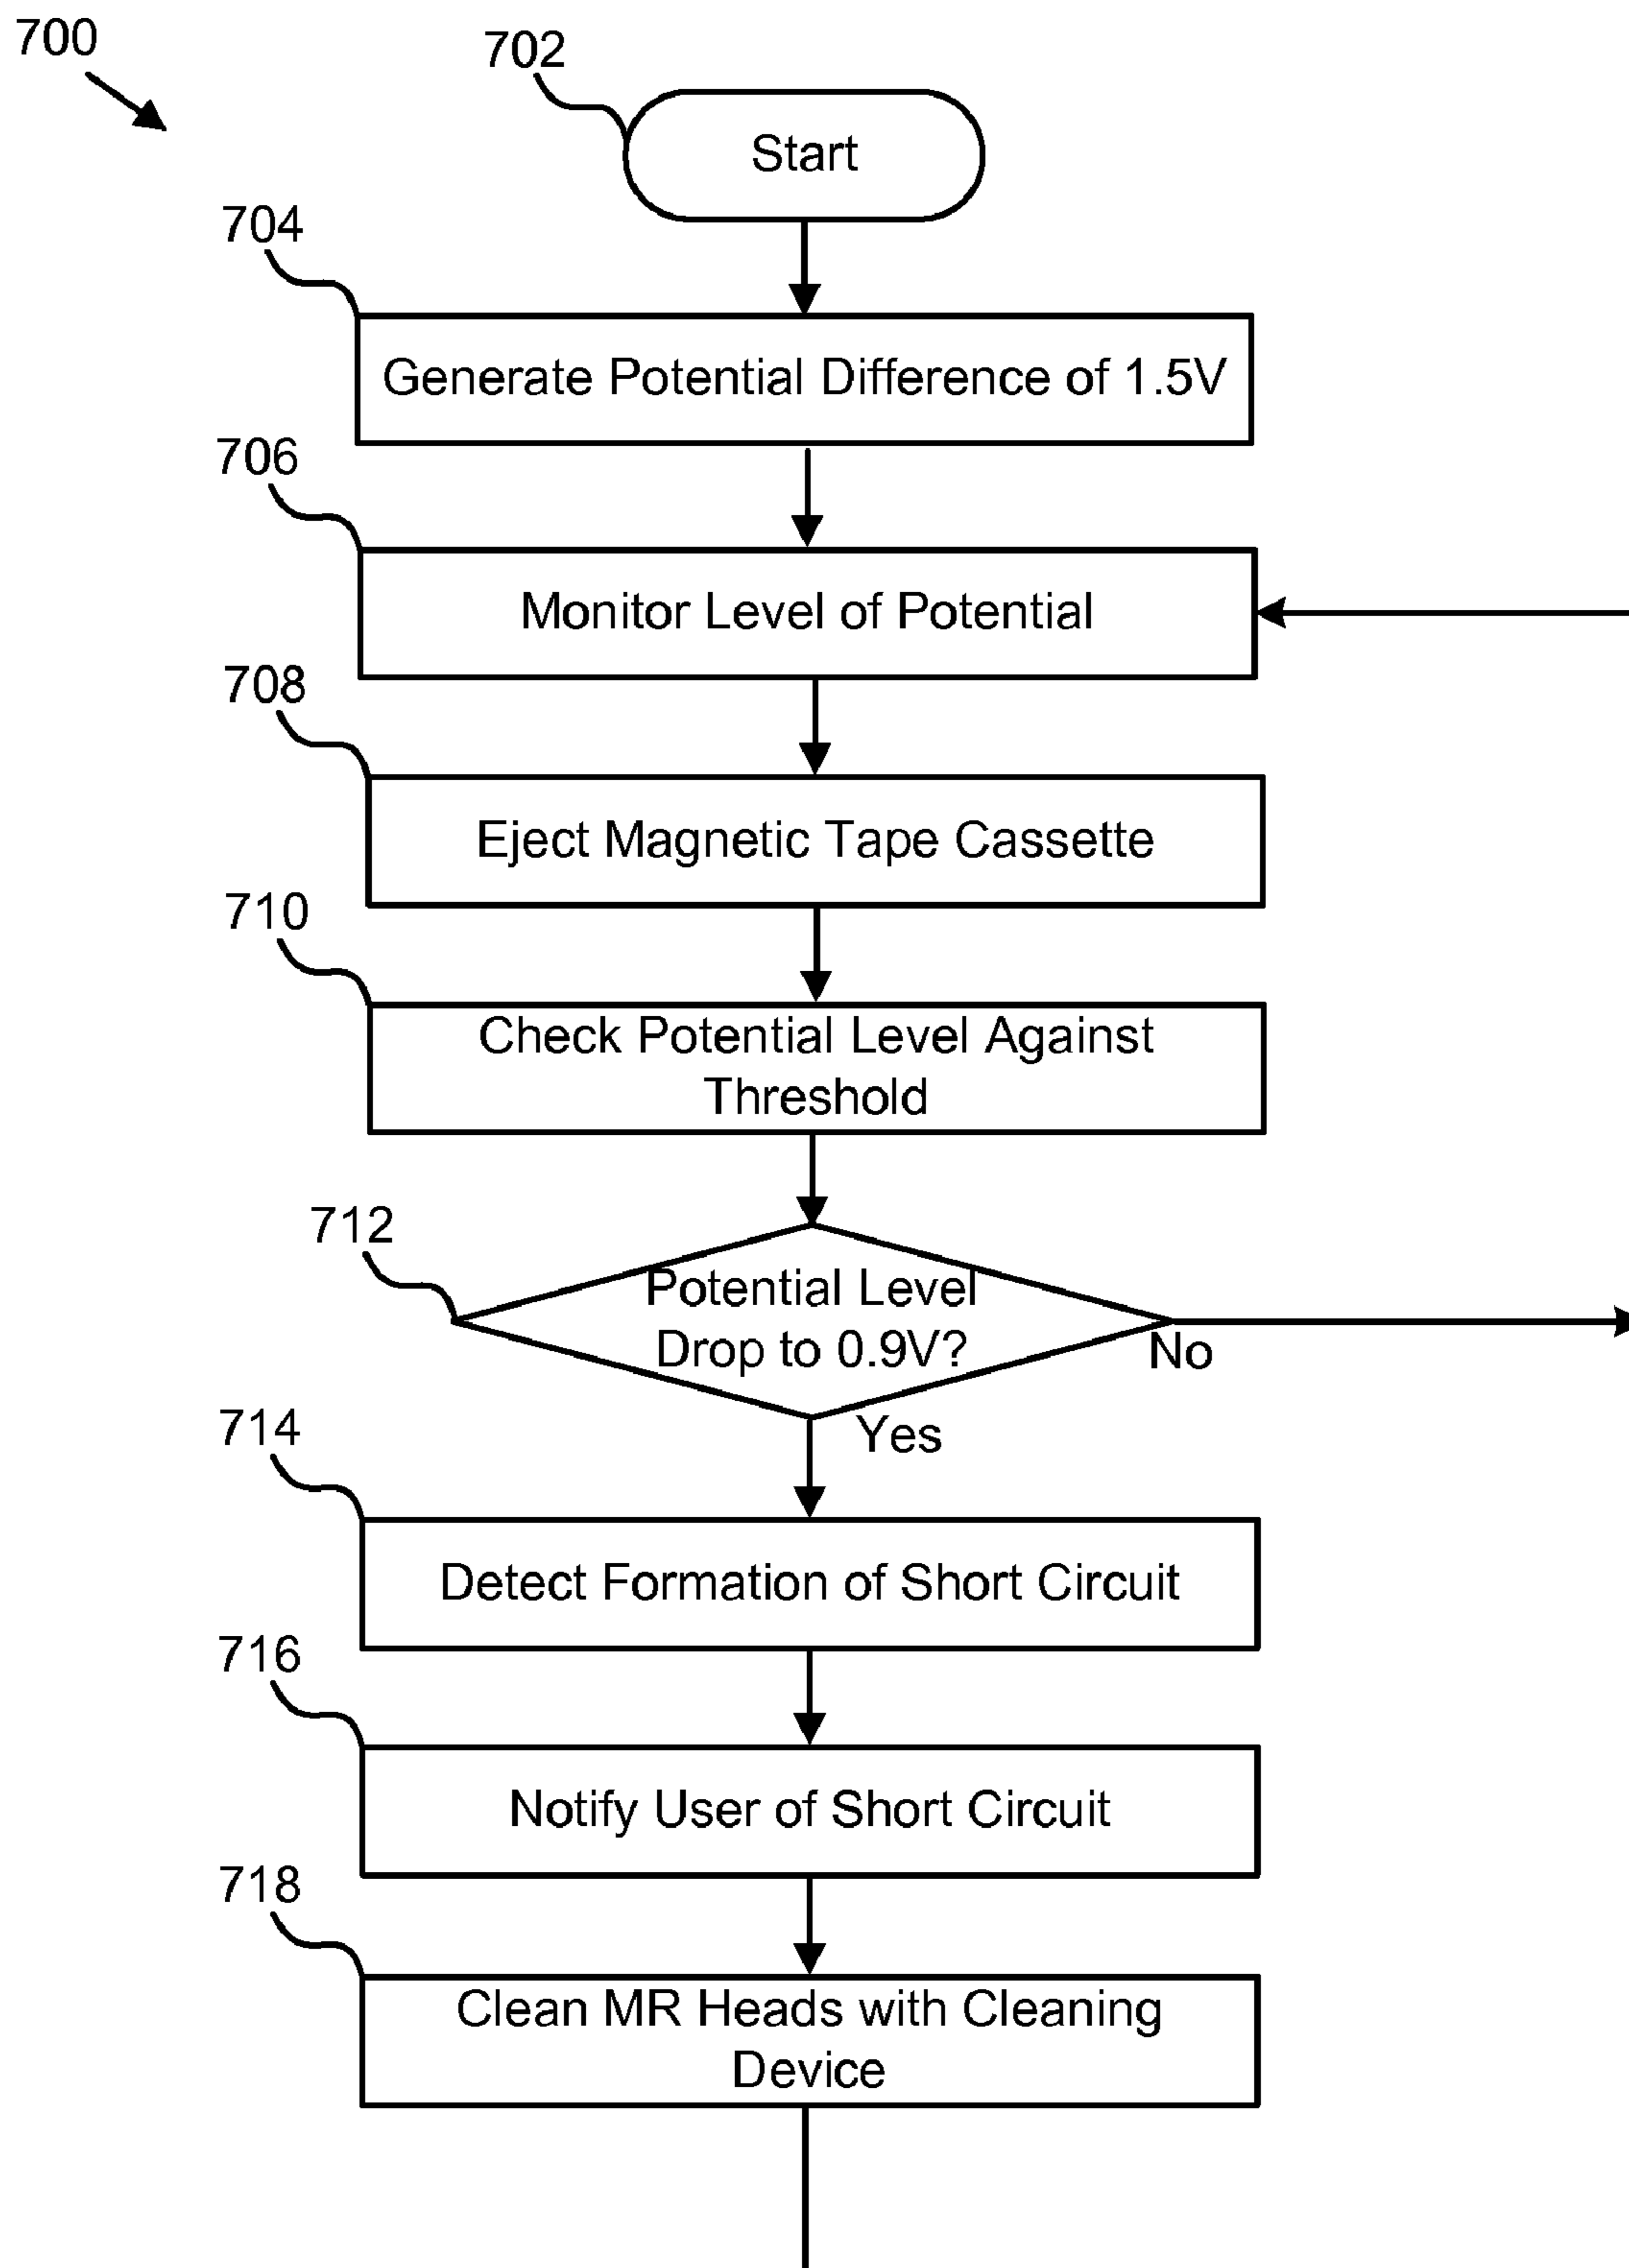 700
702
Start
704
Generate Potential Difference of 1.5V
706
Monitor Level of Potential
708
Eject Magnetic Tape Cassette
710
Check Potential Level Against
Threshold
712
Potential Level
Drop to 0.9V?
No
Yes
714
Detect Formation of Short Circuit
716
Notify User of Short Circuit
718
Clean MR Heads with Cleaning
Device